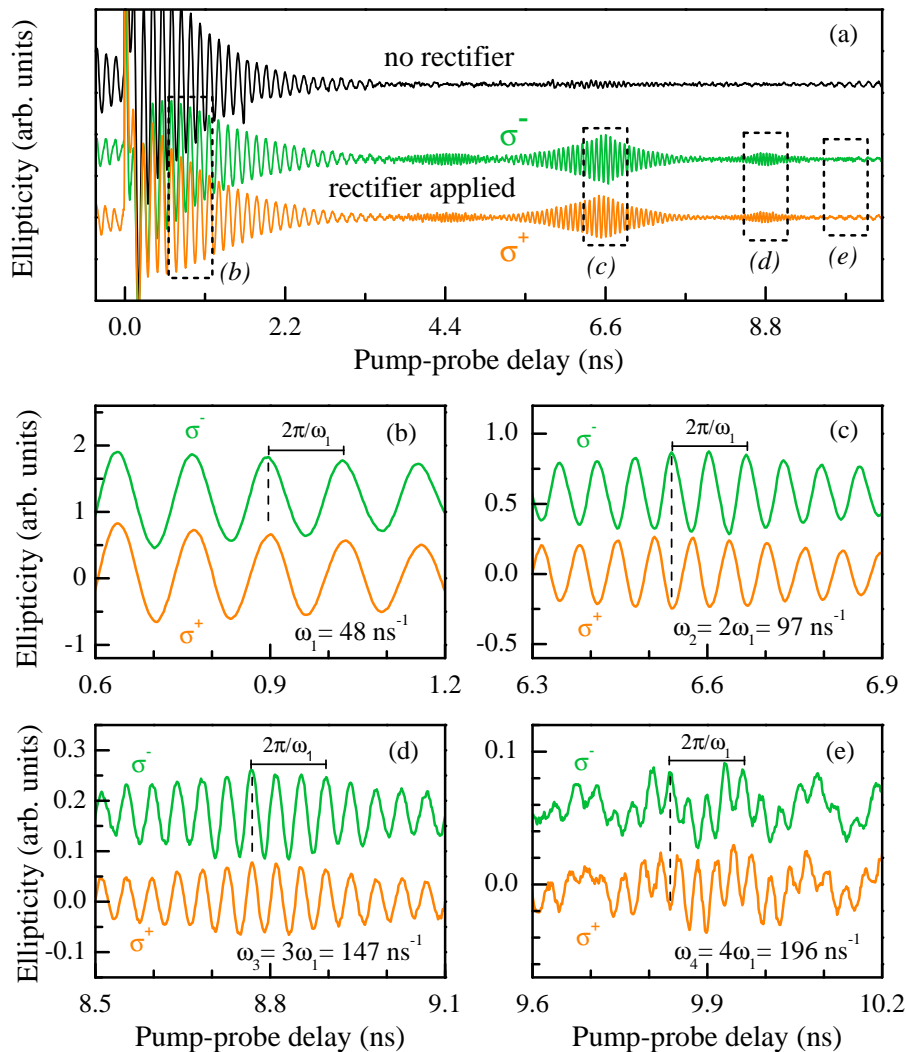 (a)
no rectifier
σ⁻
rectifier applied
σ⁺
(b)
(c)
(d)
(e)
Ellipticity (arb. units)
0.0 2.2 4.4 6.6 8.8
Pump-probe delay (ns)
(b)
σ⁻
2π/ω₁
σ⁺
ω₁= 48 ns⁻¹
2
1
0
-1
0.6 0.9 1.2
Ellipticity (arb. units)
(c)
σ⁻
2π/ω₁
σ⁺
ω₂= 2ω₁= 97 ns⁻¹
1.0
0.5
0.0
-0.5
6.3 6.6 6.9
(d)
σ⁻
2π/ω₁
σ⁺
ω₃= 3ω₁= 147 ns⁻¹
0.3
0.2
0.1
0.0
-0.1
8.5 8.8 9.1
Ellipticity (arb. units)
Pump-probe delay (ns)
(e)
σ⁻
2π/ω₁
σ⁺
ω₄= 4ω₁= 196 ns⁻¹
0.1
0.0
9.6 9.9 10.2
Pump-probe delay (ns)